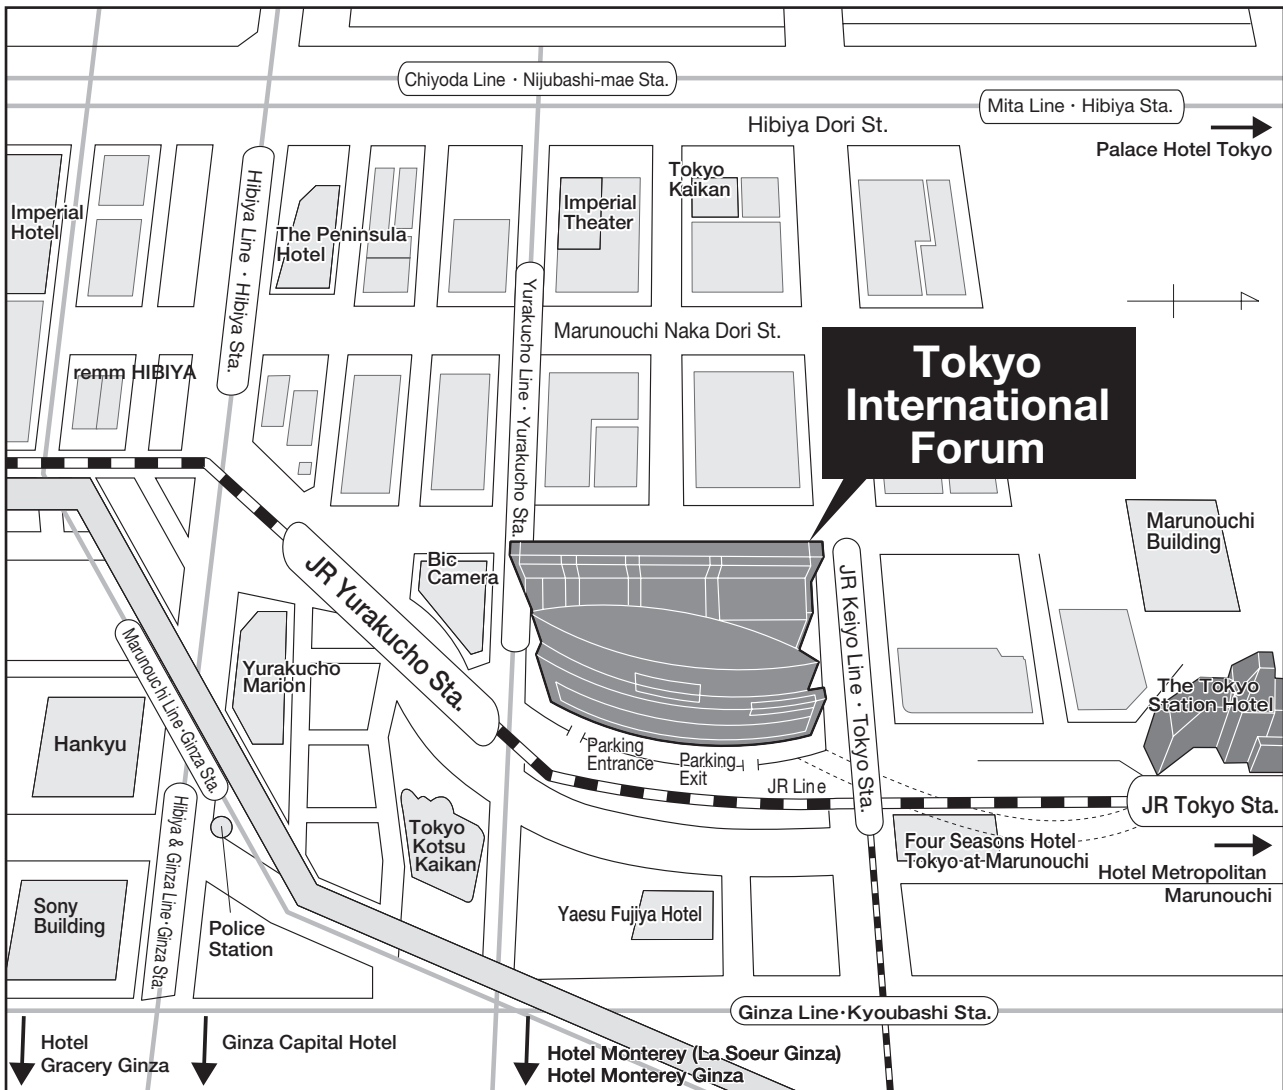 Chiyoda Line・Nijubashi-mae Sta.
Mita Line・Hibiya Sta.
Hibiya Dori St.
Palace Hotel Tokyo
Imperial
Hotel
Hibiya Line・Hibiya Sta.
The Peninsula
Hotel
Imperial
Theater
Tokyo
Kaikan
Yurakucho Line・Yurakucho Sta.
Marunouchi Naka Dori St.
Tokyo
International
Forum
remm HIBIYA
JR Yurakucho Sta.
Bic
Camera
JR Keiyo Line・Tokyo Sta.
Marunouchi
Building
Marunouchi Line・Ginza Sta.
Yurakucho
Marion
The Tokyo
Station Hotel
Hankyu
Parking
Entrance
Parking
Exit
JR Line
JR Tokyo Sta.
Hibiya & Ginza Line・Ginza Sta.
Tokyo
Kotsu
Kaikan
Four Seasons Hotel
Tokyo at Marunouchi
Hotel Metropolitan
Marunouchi
Sony
Building
Police
Station
Yaesu Fujiya Hotel
Ginza Line・Kyoubashi Sta.
Hotel
Gracery Ginza
Ginza Capital Hotel
Hotel Monterey (La Soeur Ginza)
Hotel Monterey Ginza